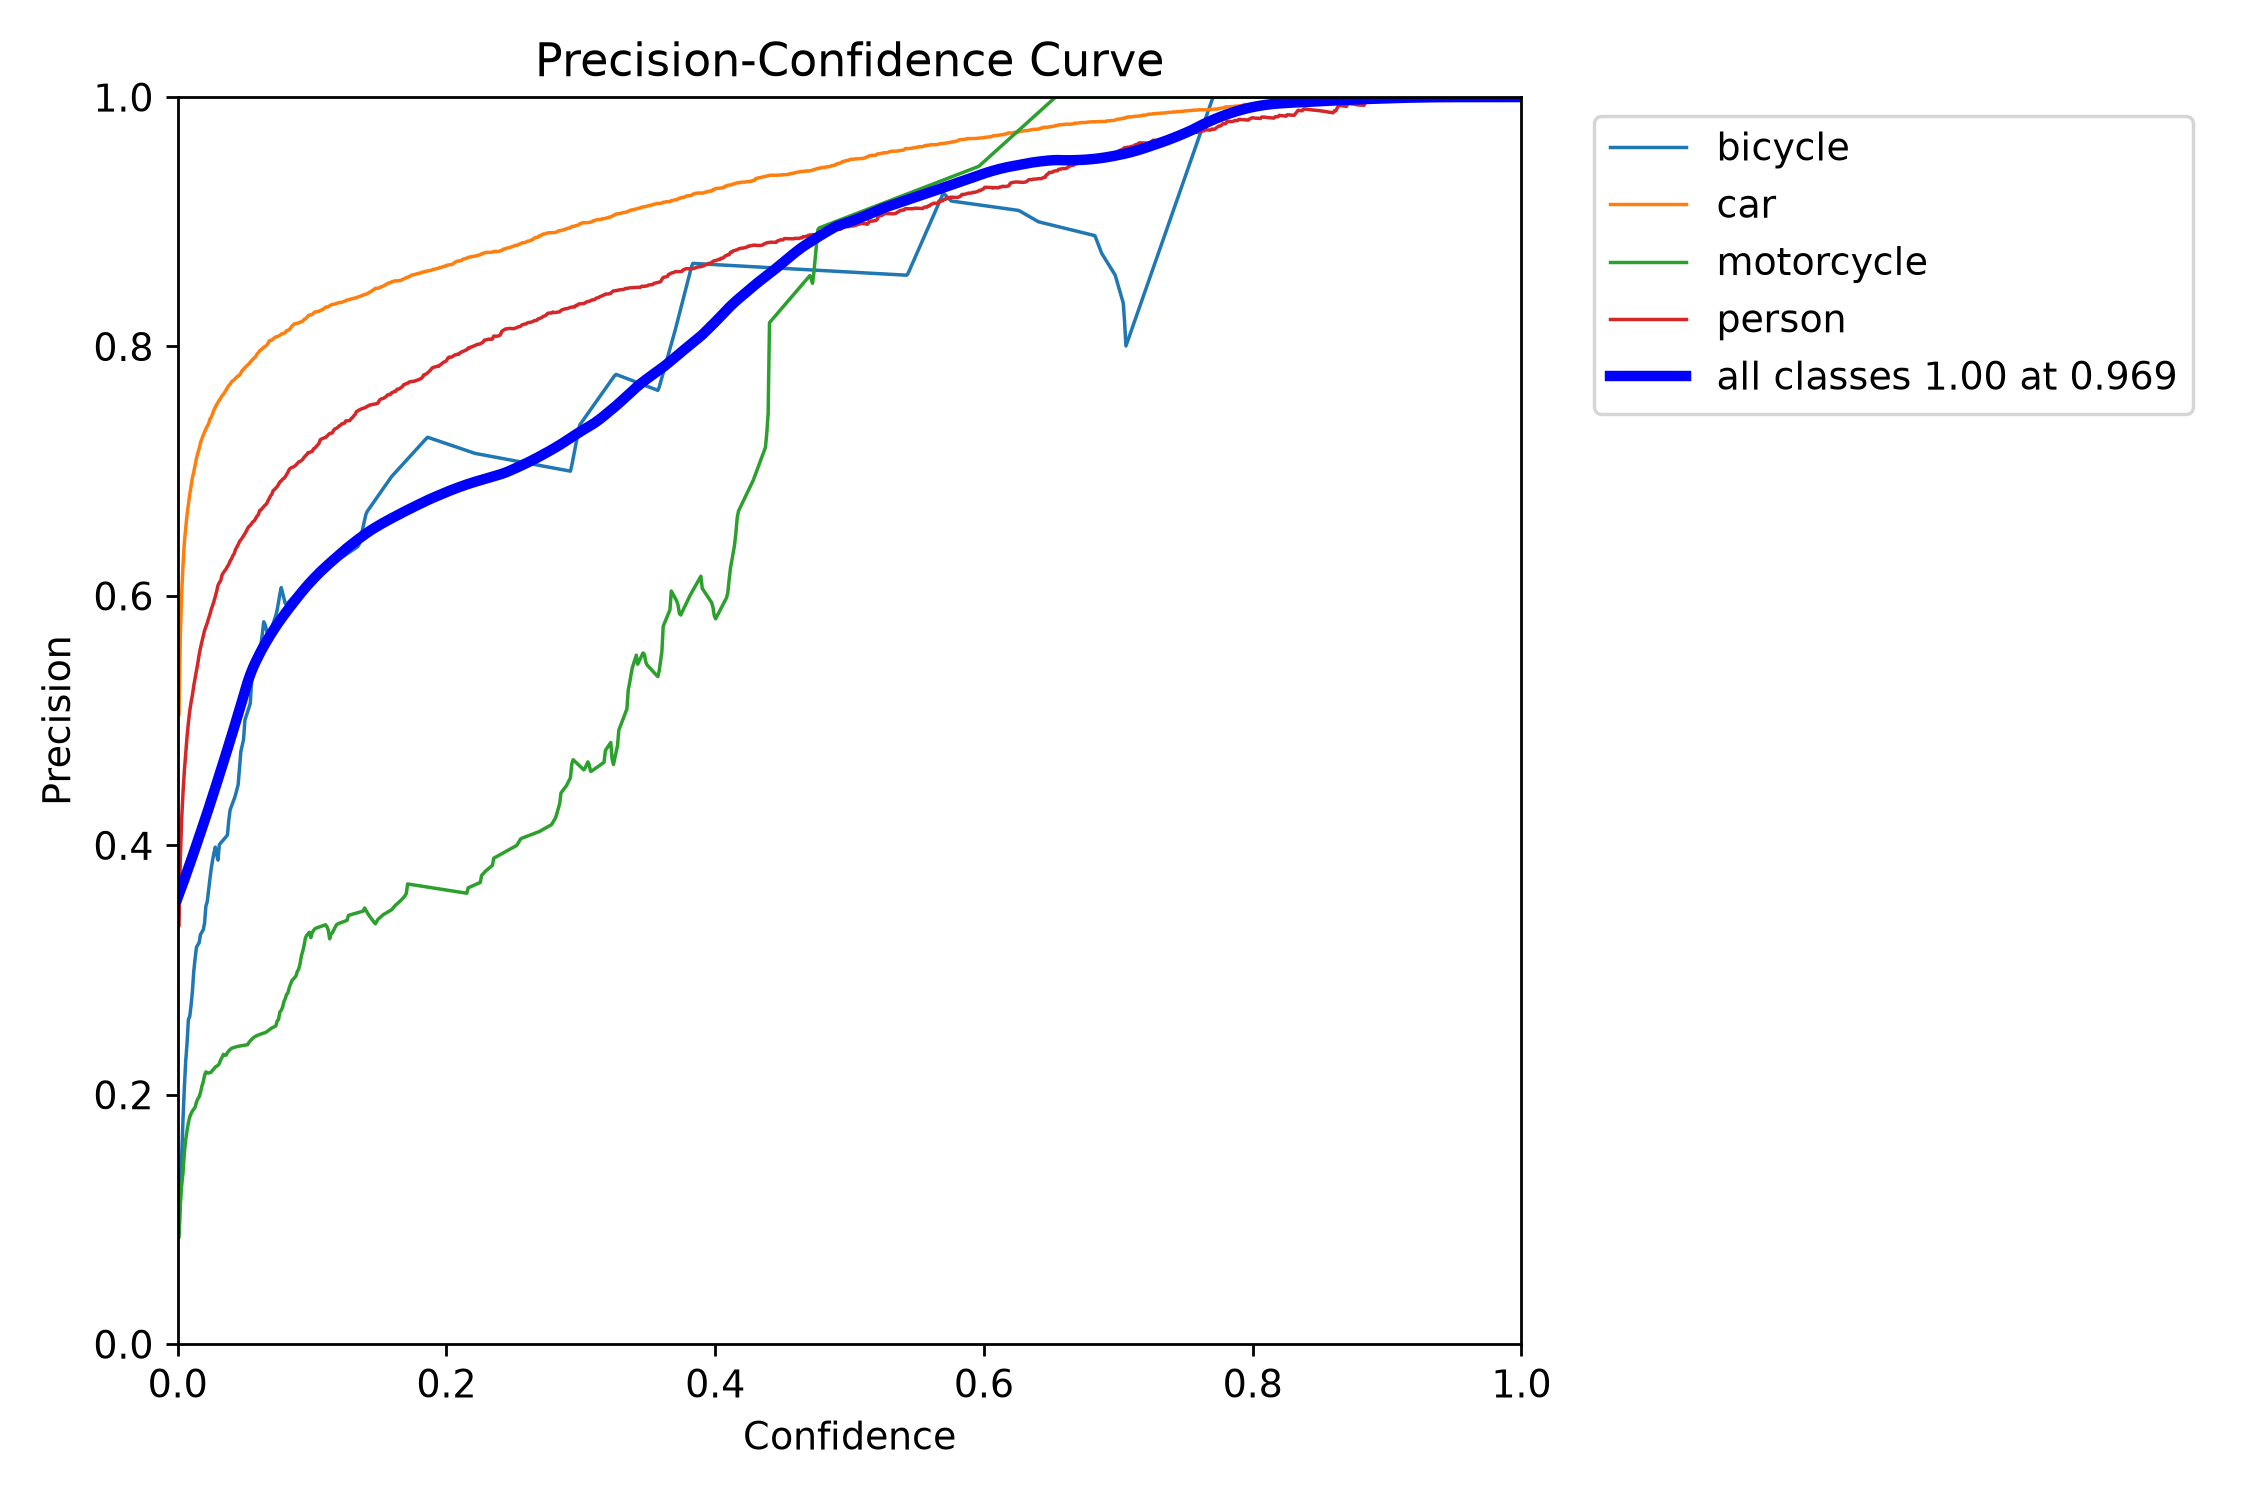 Precision-Confidence Curve
1.0
0.8
0.6
0.4
0.2
0.0
Precision
0.0 0.2 0.4 0.6 0.8 1.0
Confidence
bicycle
car
motorcycle
person
all classes 1.00 at 0.969